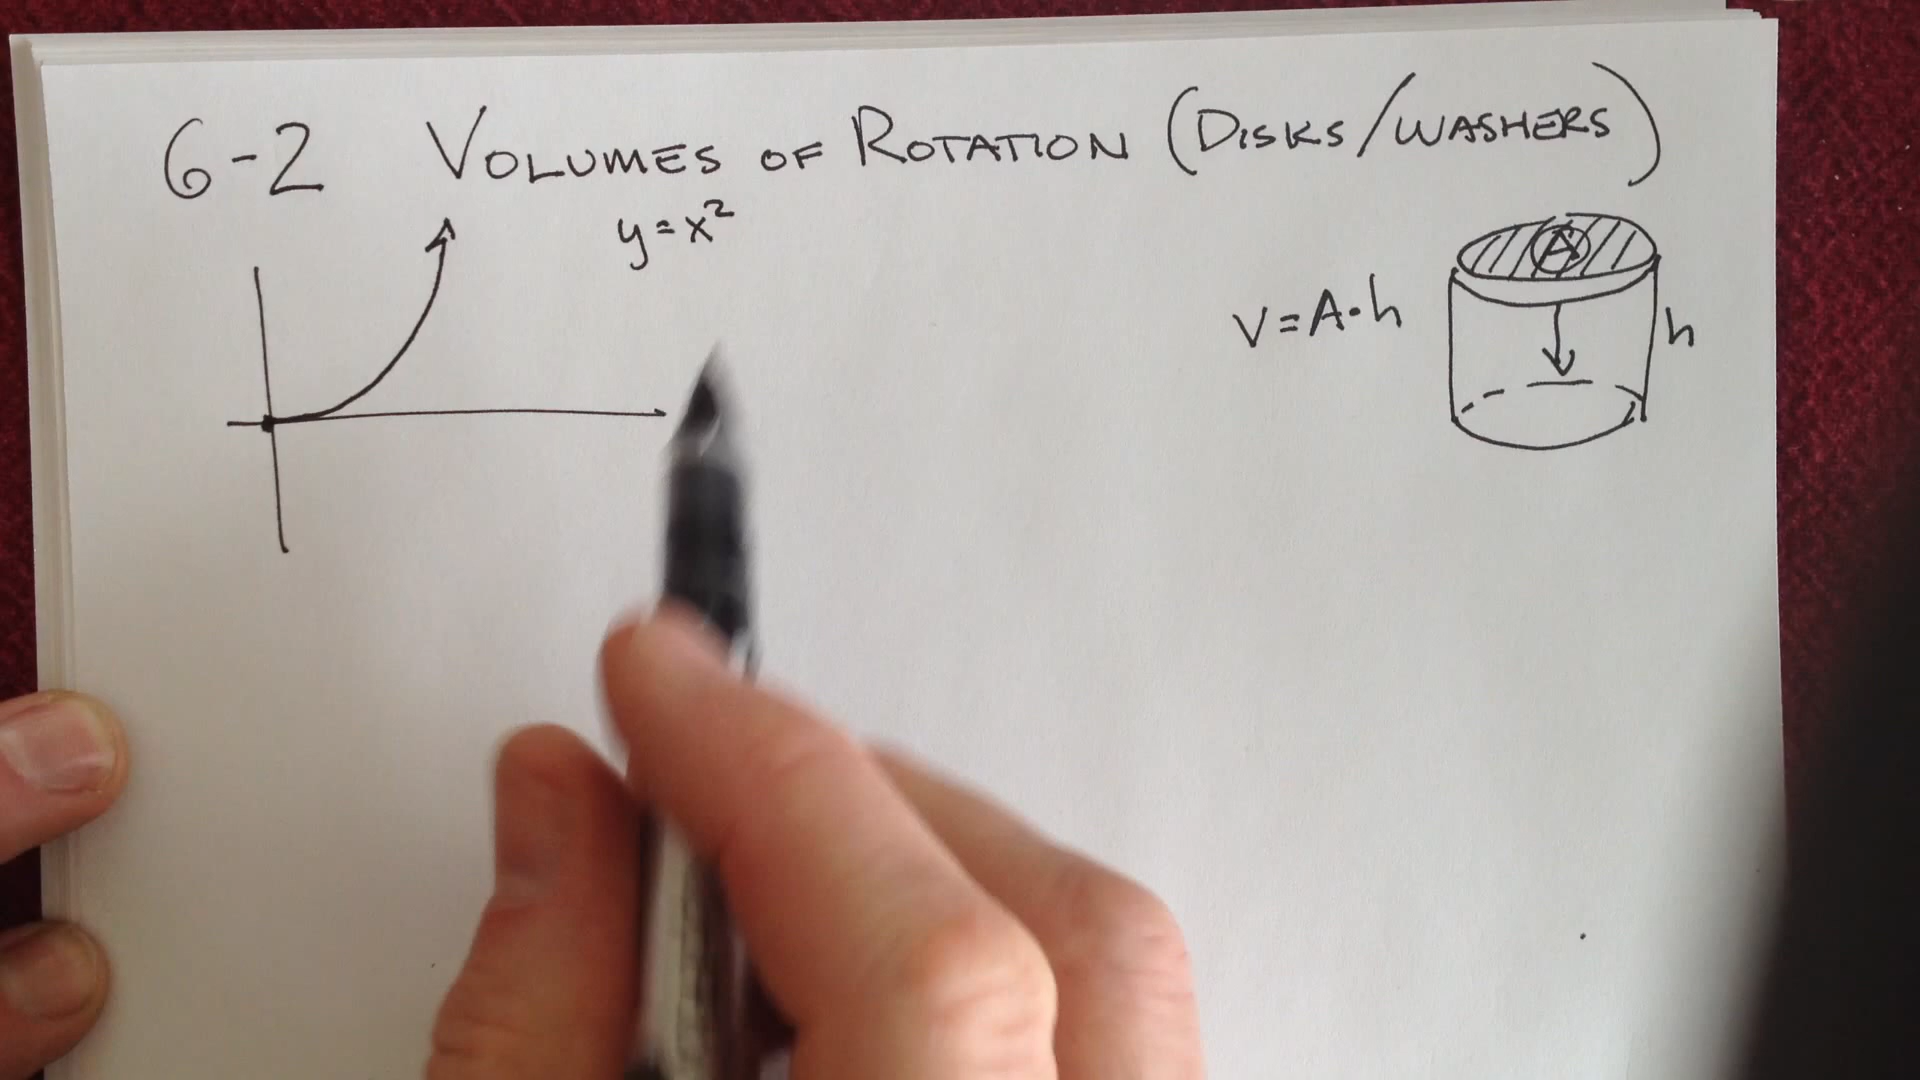 6-2 VOLUMES OF ROTATION (DISKS/WASHERS)
y=x²
A
V=A·h
h